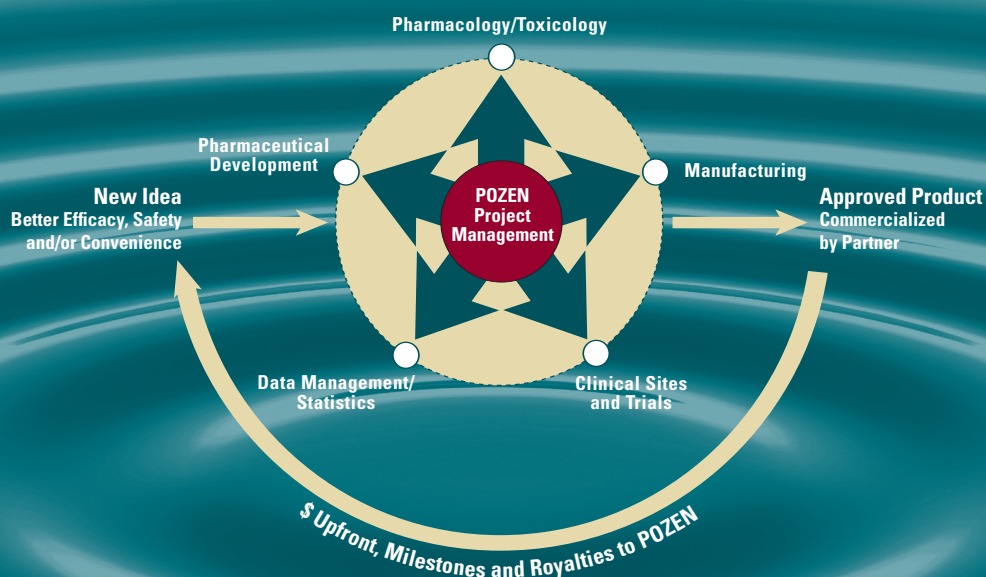 Pharmacology/Toxicology
Pharmaceutical
Development
Manufacturing
New Idea
Better Efficacy, Safety
and/or Convenience
POZEN
Project
Management
Approved Product
Commercialized
by Partner
Data Management/
Statistics
Clinical Sites
and Trials
$ Upfront, Milestones and Royalties to POZEN